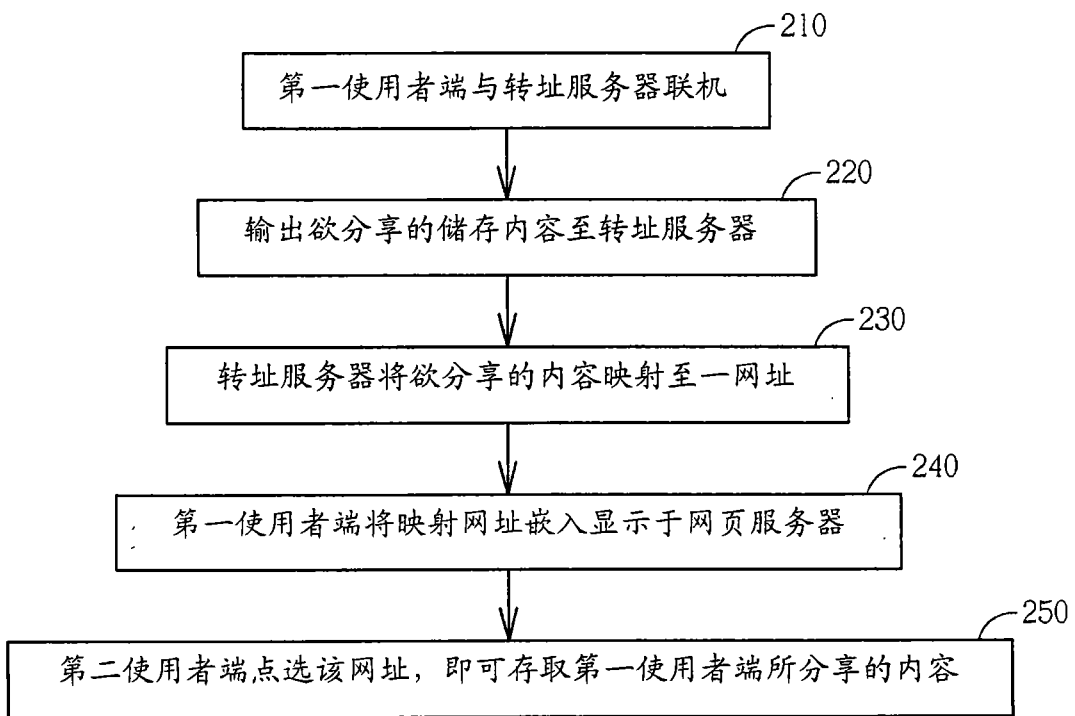 210
第一使用者端与转址服务器联机
220
输出欲分享的储存内容至转址服务器
230
转址服务器将欲分享的内容映射至一网址
240
第一使用者端将映射网址嵌入显示于网页服务器
250
第二使用者端点选该网址，即可存取第一使用者端所分享的内容